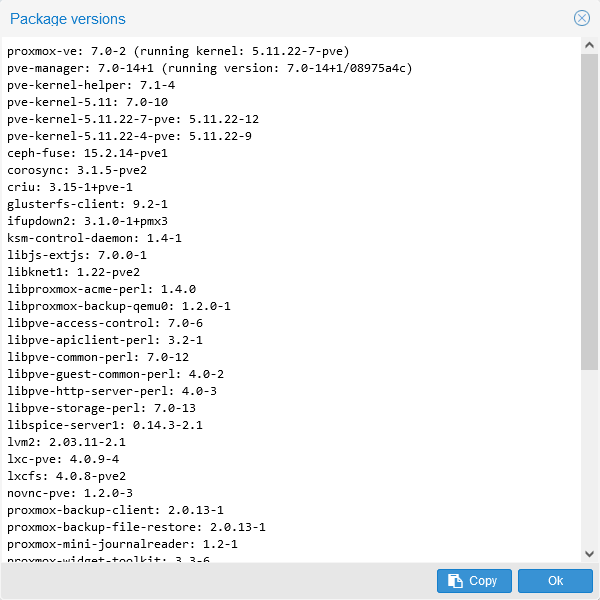 Package versions
proxmox-ve: 7.0-2 (running kernel: 5.11.22-7-pve)
pve-manager: 7.0-14+1 (running version: 7.0-14+1/08975a4c)
pve-kernel-helper: 7.1-4
pve-kernel-5.11: 7.0-10
pve-kernel-5.11.22-7-pve: 5.11.22-12
pve-kernel-5.11.22-4-pve: 5.11.22-9
ceph-fuse: 15.2.14-pve1
corosync: 3.1.5-pve2
criu: 3.15-1+pve-1
glusterfs-client: 9.2-1
ifupdown2: 3.1.0-1+pmx3
ksm-control-daemon: 1.4-1
libjs-extjs: 7.0.0-1
libknet1: 1.22-pve2
libproxmox-acme-perl: 1.4.0
libproxmox-backup-qemu0: 1.2.0-1
libpve-access-control: 7.0-6
libpve-apiclient-perl: 3.2-1
libpve-common-perl: 7.0-12
libpve-guest-common-perl: 4.0-2
libpve-http-server-perl: 4.0-3
libpve-storage-perl: 7.0-13
libspice-server1: 0.14.3-2.1
lvm2: 2.03.11-2.1
lxc-pve: 4.0.9-4
lxcfs: 4.0.8-pve2
novnc-pve: 1.2.0-3
proxmox-backup-client: 2.0.13-1
proxmox-backup-file-restore: 2.0.13-1
proxmox-mini-journalreader: 1.2-1
proxmox-widget-toolkit: 3.3-6
Copy
Ok